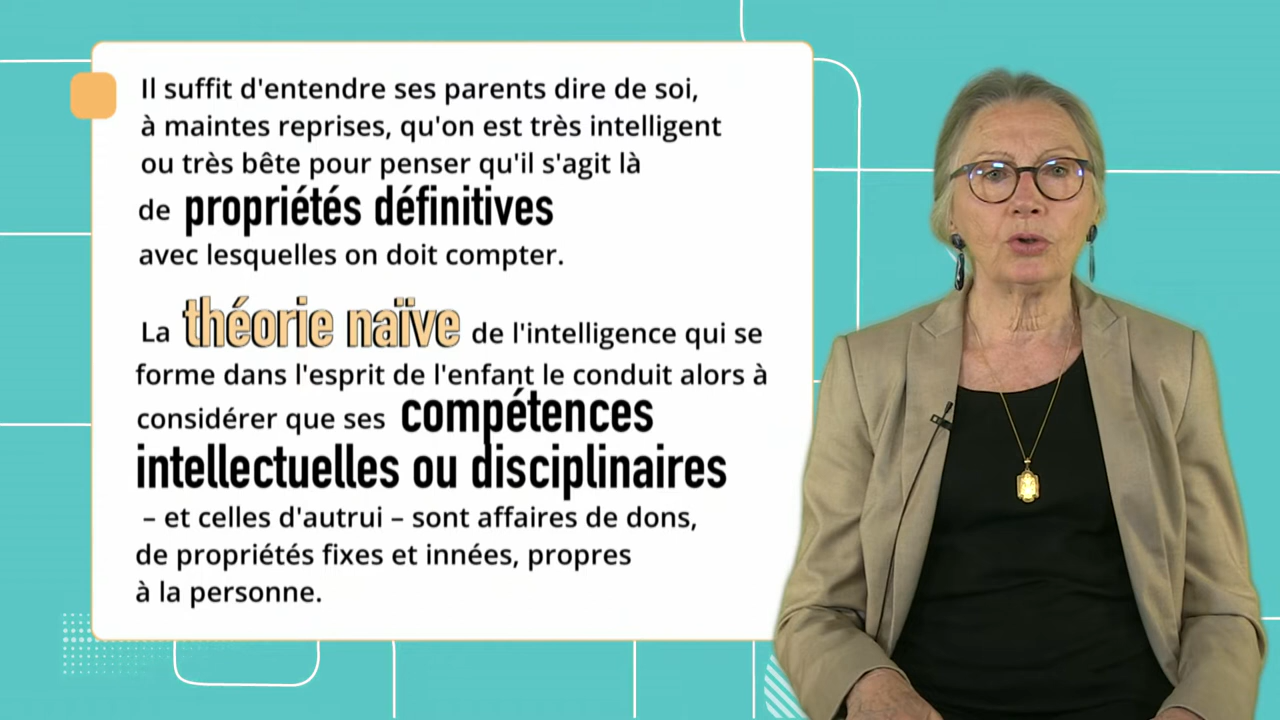 Il suffit d'entendre ses parents dire de soi,
à maintes reprises, qu'on est très intelligent
ou très bête pour penser qu'il s'agit là
de propriétés définitives
avec lesquelles on doit compter.
La théorie naïve de l'intelligence qui se
forme dans l'esprit de l'enfant le conduit alors à
considérer que ses compétences
intellectuelles ou disciplinaires
– et celles d'autrui – sont affaires de dons,
de propriétés fixes et innées, propres
à la personne.